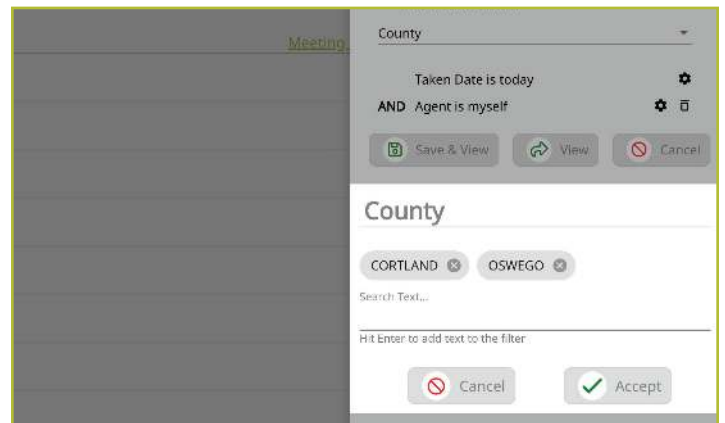 Meeting
County
Taken Date is today
AND Agent is myself
Save & View
View
Cancel
County
CORTLAND
OSWEGO
Search Text...
Hit Enter to add text to the filter
Cancel
Accept